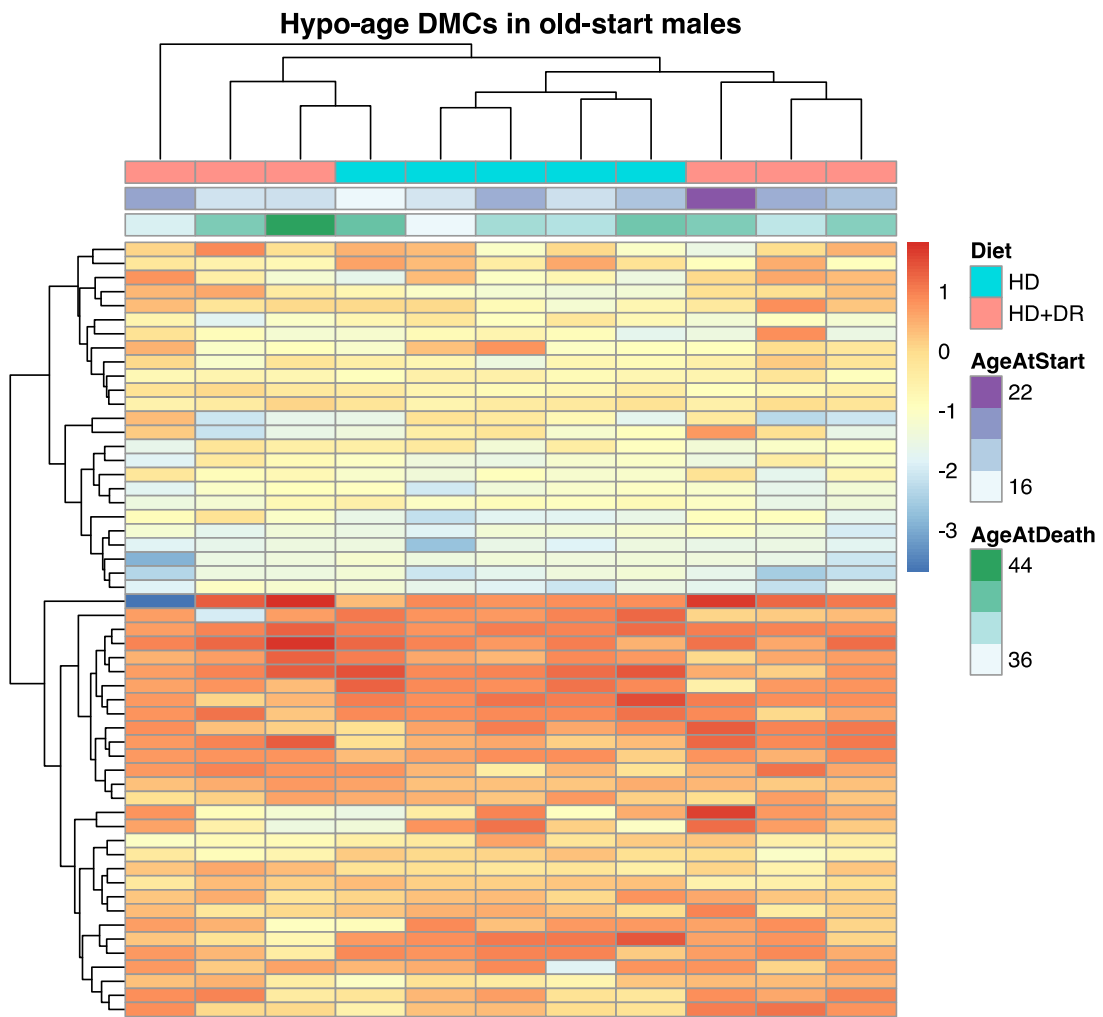 Hypo-age DMCs in old-start males
1
0
-1
-2
-3
Diet
HD
HD+DR
AgeAtStart
22
16
AgeAtDeath
44
36